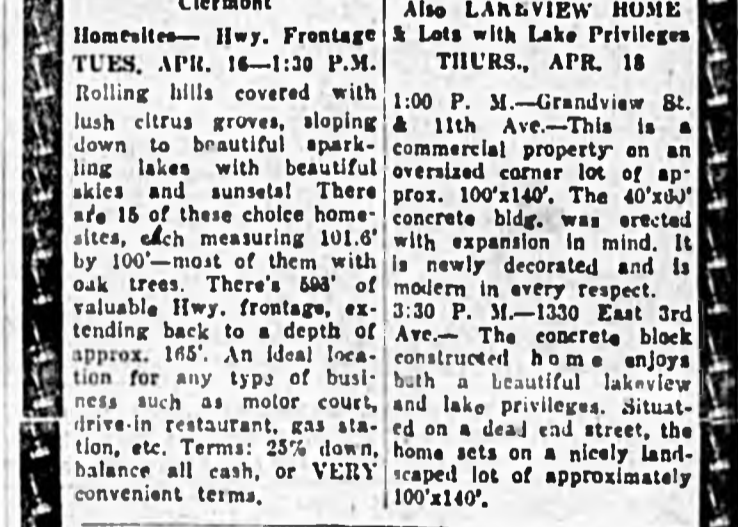 Clermont
Homesites— Hwy. Frontage
TUES. APR. 16—1:30 P.M.
Rolling hills covered with
lush citrus groves, sloping
down to beautiful spark-
ling lakes with beautiful
skies and sunsets! There
are 15 of these choice home-
sites, each measuring 101.6'
by 100'—most of them with
oak trees. There's 593' of
valuable Hwy. frontage, ex-
tending back to a depth of
approx. 165'. An ideal loca-
tion for any type of busi-
ness such as motor court,
drive-in restaurant, gas sta-
tion, etc. Terms: 25% down,
balance all cash, or VERY
convenient terms.
Also LAKEVIEW HOME
& Lots with Lake Privileges
THURS., APR. 18
1:00 P. M.—Grandview St.
& 11th Ave.—This is a
commercial property on an
oversized corner lot of ap-
prox. 100'x140'. The 40'x60'
concrete bldg. was erected
with expansion in mind. It
is newly decorated and is
modern in every respect.
3:30 P. M.—1330 East 3rd
Ave.— The concrete block
constructed home enjoys
both a beautiful lakeview
and lake privileges. Situat-
ed on a dead end street, the
home sets on a nicely land-
scaped lot of approximately
100'x140'.